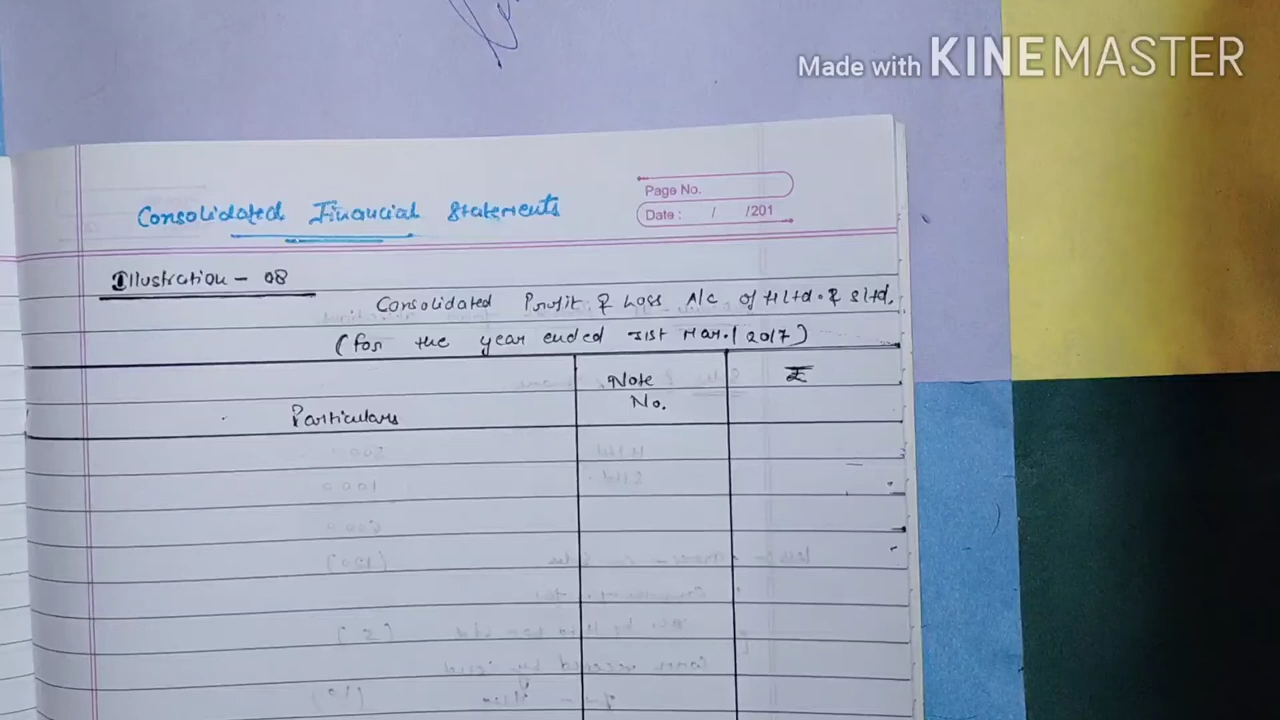 Made with KINEMASTER
Page No.
Date : / /201
Consolidated Financial Statements
Illustration - 08
Consolidated Profit & Loss A/c of H Ltd. & S Ltd.
(for the year ended 31st Mar. 2017)
Particulars
Note
No.
₹